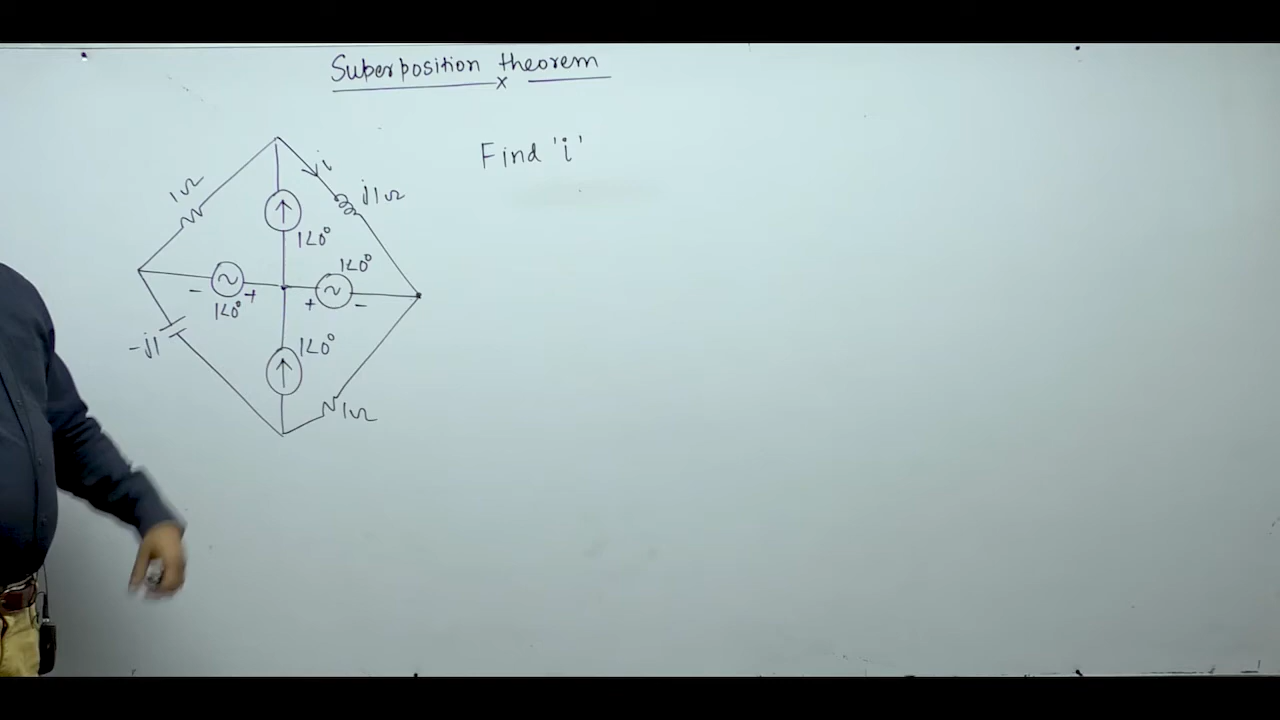 Superposition theorem
x
Find 'i'
i
1Ω
j1Ω
1<0°
1<0°
- +
1<0°
+ -
-j1
1<0°
1Ω